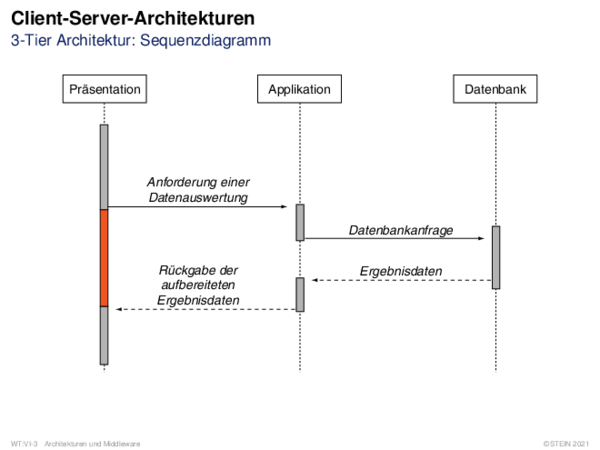 Client-Server-Architekturen
3-Tier Architektur: Sequenzdiagramm
Präsentation
Applikation
Datenbank
Anforderung einer
Datenauswertung
Datenbankanfrage
Ergebnisdaten
Rückgabe der
aufbereiteten
Ergebnisdaten
WT:VI-3 Architekturen und Middleware
©STEIN 2021